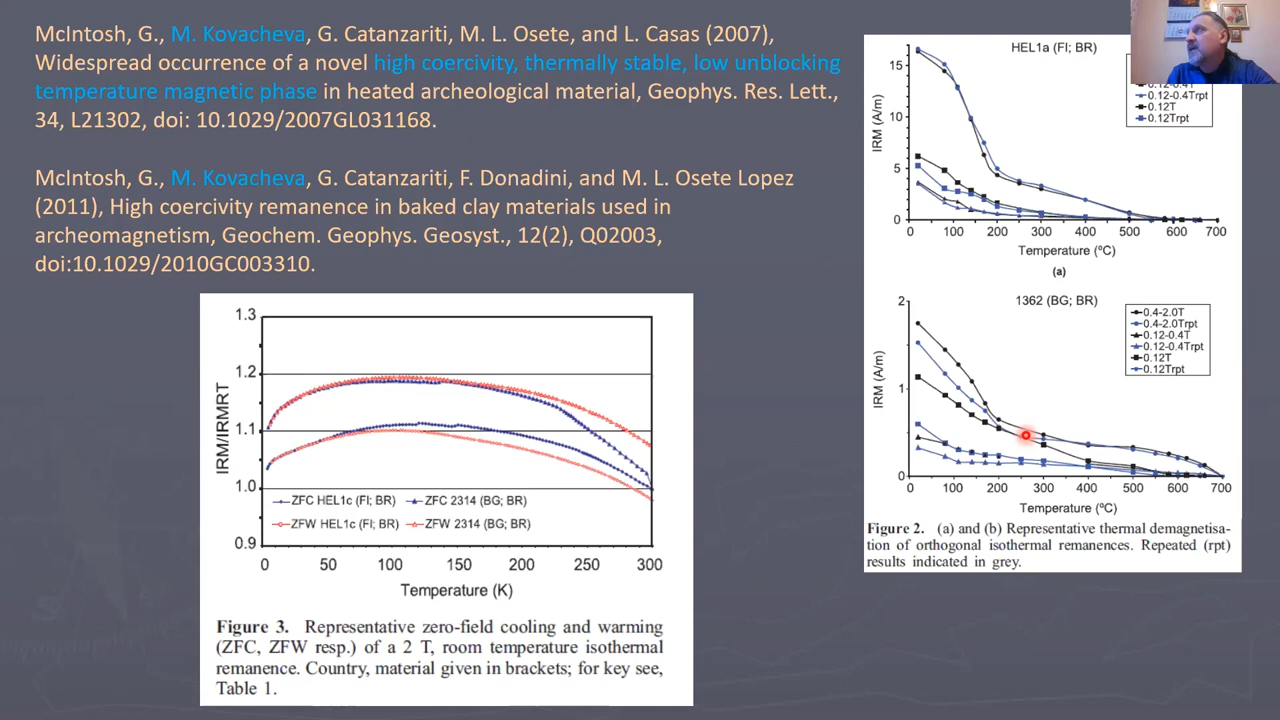 McIntosh, G., M. Kovacheva, G. Catanzariti, M. L. Osete, and L. Casas (2007),
Widespread occurrence of a novel high coercivity, thermally stable, low unblocking
temperature magnetic phase in heated archeological material, Geophys. Res. Lett.,
34, L21302, doi: 10.1029/2007GL031168.
McIntosh, G., M. Kovacheva, G. Catanzariti, F. Donadini, and M. L. Osete Lopez
(2011), High coercivity remanence in baked clay materials used in
archeomagnetism, Geochem. Geophys. Geosyst., 12(2), Q02003,
doi:10.1029/2010GC003310.
1.3
1.2
1.1
1.0
0.9
IRM/IRMRT
ZFC HEL1c (FI; BR) ZFC 2314 (BG; BR)
ZFW HEL1c (FI; BR) ZFW 2314 (BG; BR)
0 50 100 150 200 250 300
Temperature (K)
Figure 3. Representative zero-field cooling and warming
(ZFC, ZFW resp.) of a 2 T, room temperature isothermal
remanence. Country, material given in brackets; for key see,
Table 1.
HEL1a (FI; BR)
15
10
5
0
IRM (A/m)
0.12-0.4Trpt
0.12T
0.12Trpt
0 100 200 300 400 500 600 700
Temperature (ºC)
(a)
1362 (BG; BR)
2
1
0
IRM (A/m)
0.4-2.0T
0.4-2.0Trpt
0.12-0.4T
0.12-0.4Trpt
0.12T
0.12Trpt
0 100 200 300 400 500 600 700
Temperature (ºC)
Figure 2. (a) and (b) Representative thermal demagnetisa-
tion of orthogonal isothermal remanences. Repeated (rpt)
results indicated in grey.